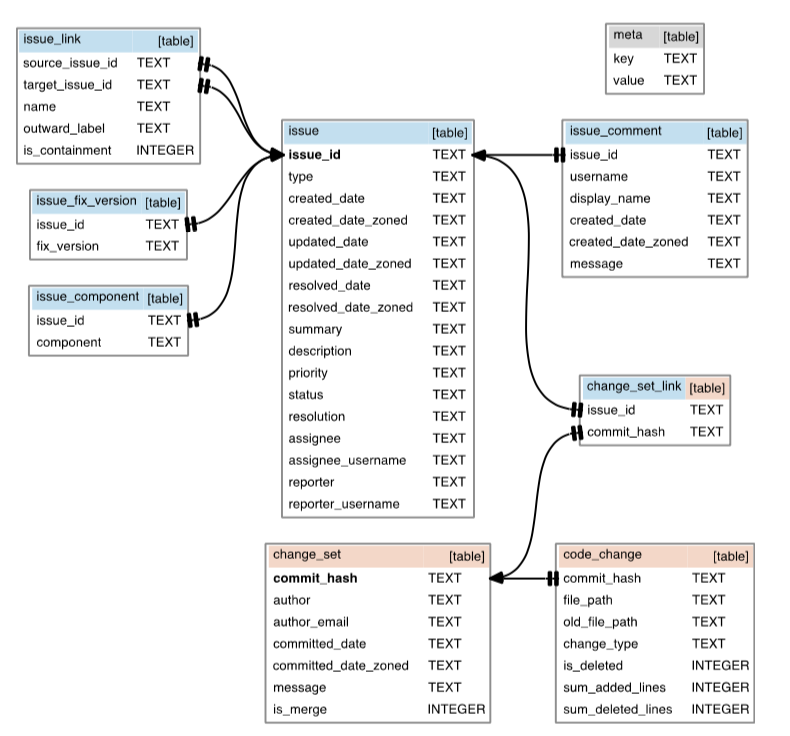 issue_link [table]
source_issue_id TEXT
target_issue_id TEXT
name TEXT
outward_label TEXT
is_containment INTEGER
meta [table]
key TEXT
value TEXT
issue [table]
issue_id TEXT
type TEXT
created_date TEXT
created_date_zoned TEXT
updated_date TEXT
updated_date_zoned TEXT
resolved_date TEXT
resolved_date_zoned TEXT
summary TEXT
description TEXT
priority TEXT
status TEXT
resolution TEXT
assignee TEXT
assignee_username TEXT
reporter TEXT
reporter_username TEXT
issue_comment [table]
issue_id TEXT
username TEXT
display_name TEXT
created_date TEXT
created_date_zoned TEXT
message TEXT
issue_fix_version [table]
issue_id TEXT
fix_version TEXT
issue_component [table]
issue_id TEXT
component TEXT
change_set_link [table]
issue_id TEXT
commit_hash TEXT
change_set [table]
commit_hash TEXT
author TEXT
author_email TEXT
committed_date TEXT
committed_date_zoned TEXT
message TEXT
is_merge INTEGER
code_change [table]
commit_hash TEXT
file_path TEXT
old_file_path TEXT
change_type TEXT
is_deleted INTEGER
sum_added_lines INTEGER
sum_deleted_lines INTEGER